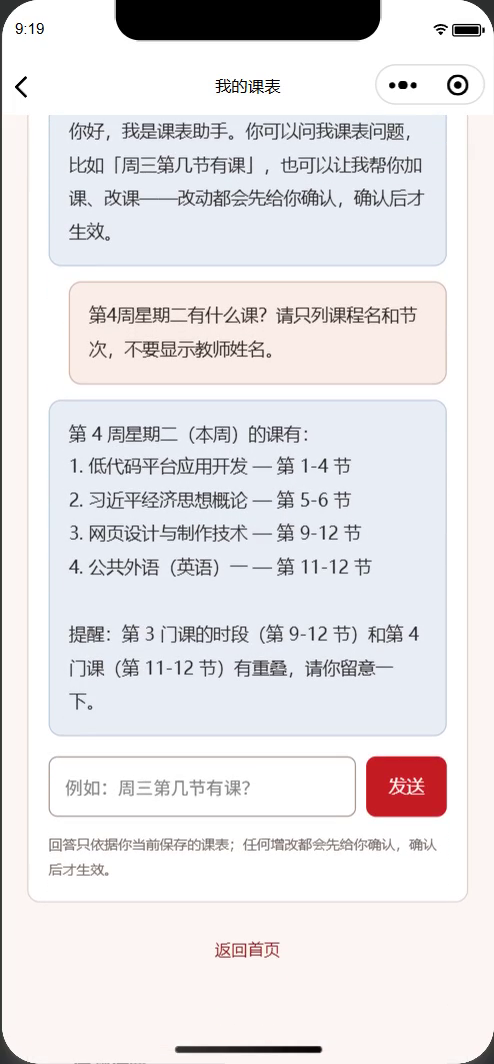 9:19
我的课表
你好，我是课表助手。你可以问我课表问题，
比如「周三第几节有课」，也可以让我帮你加
课、改课——改动都会先给你确认，确认后才
生效。
第4周星期二有什么课？请只列课程名和节
次，不要显示教师姓名。
第 4 周星期二（本周）的课有：
1. 低代码平台应用开发 — 第 1-4 节
2. 习近平经济思想概论 — 第 5-6 节
3. 网页设计与制作技术 — 第 9-12 节
4. 公共外语（英语）一 — 第 11-12 节
提醒：第 3 门课的时段（第 9-12 节）和第 4
门课（第 11-12 节）有重叠，请你留意一
下。
例如：周三第几节有课？
发送
回答只依据你当前保存的课表；任何增改都会先给你确认，确认
后才生效。
返回首页